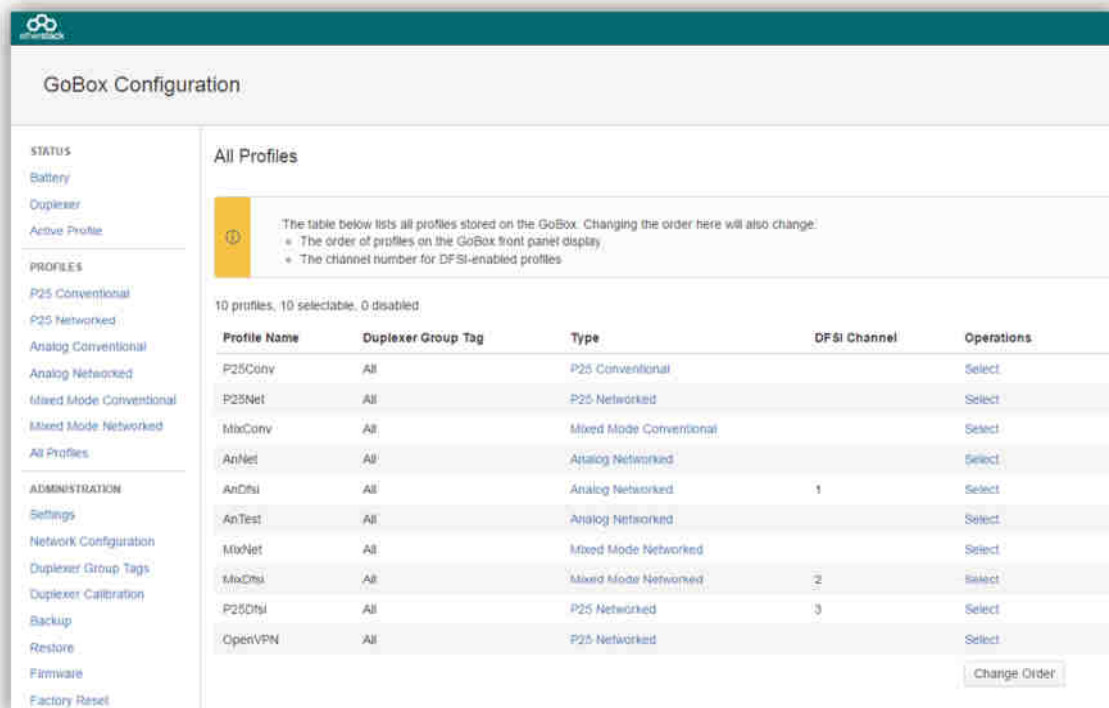 etherstack
GoBox Configuration
STATUS
Battery
Duplexer
Active Profile
PROFILES
P25 Conventional
P25 Networked
Analog Conventional
Analog Networked
Mixed Mode Conventional
Mixed Mode Networked
All Profiles
ADMINISTRATION
Settings
Network Configuration
Duplexer Group Tags
Duplexer Calibration
Backup
Restore
Firmware
Factory Reset
All Profiles
The table below lists all profiles stored on the GoBox. Changing the order here will also change:
The order of profiles on the GoBox front panel display
The channel number for DFSI-enabled profiles
10 profiles, 10 selectable, 0 disabled
Profile Name Duplexer Group Tag Type DFSI Channel Operations
P25Conv All P25 Conventional Select
P25Net All P25 Networked Select
MixConv All Mixed Mode Conventional Select
AnNet All Analog Networked Select
AnDfsi All Analog Networked 1 Select
AnTest All Analog Networked Select
MixNet All Mixed Mode Networked Select
MixDfsi All Mixed Mode Networked 2 Select
P25Dfsi All P25 Networked 3 Select
OpenVPN All P25 Networked Select
Change Order